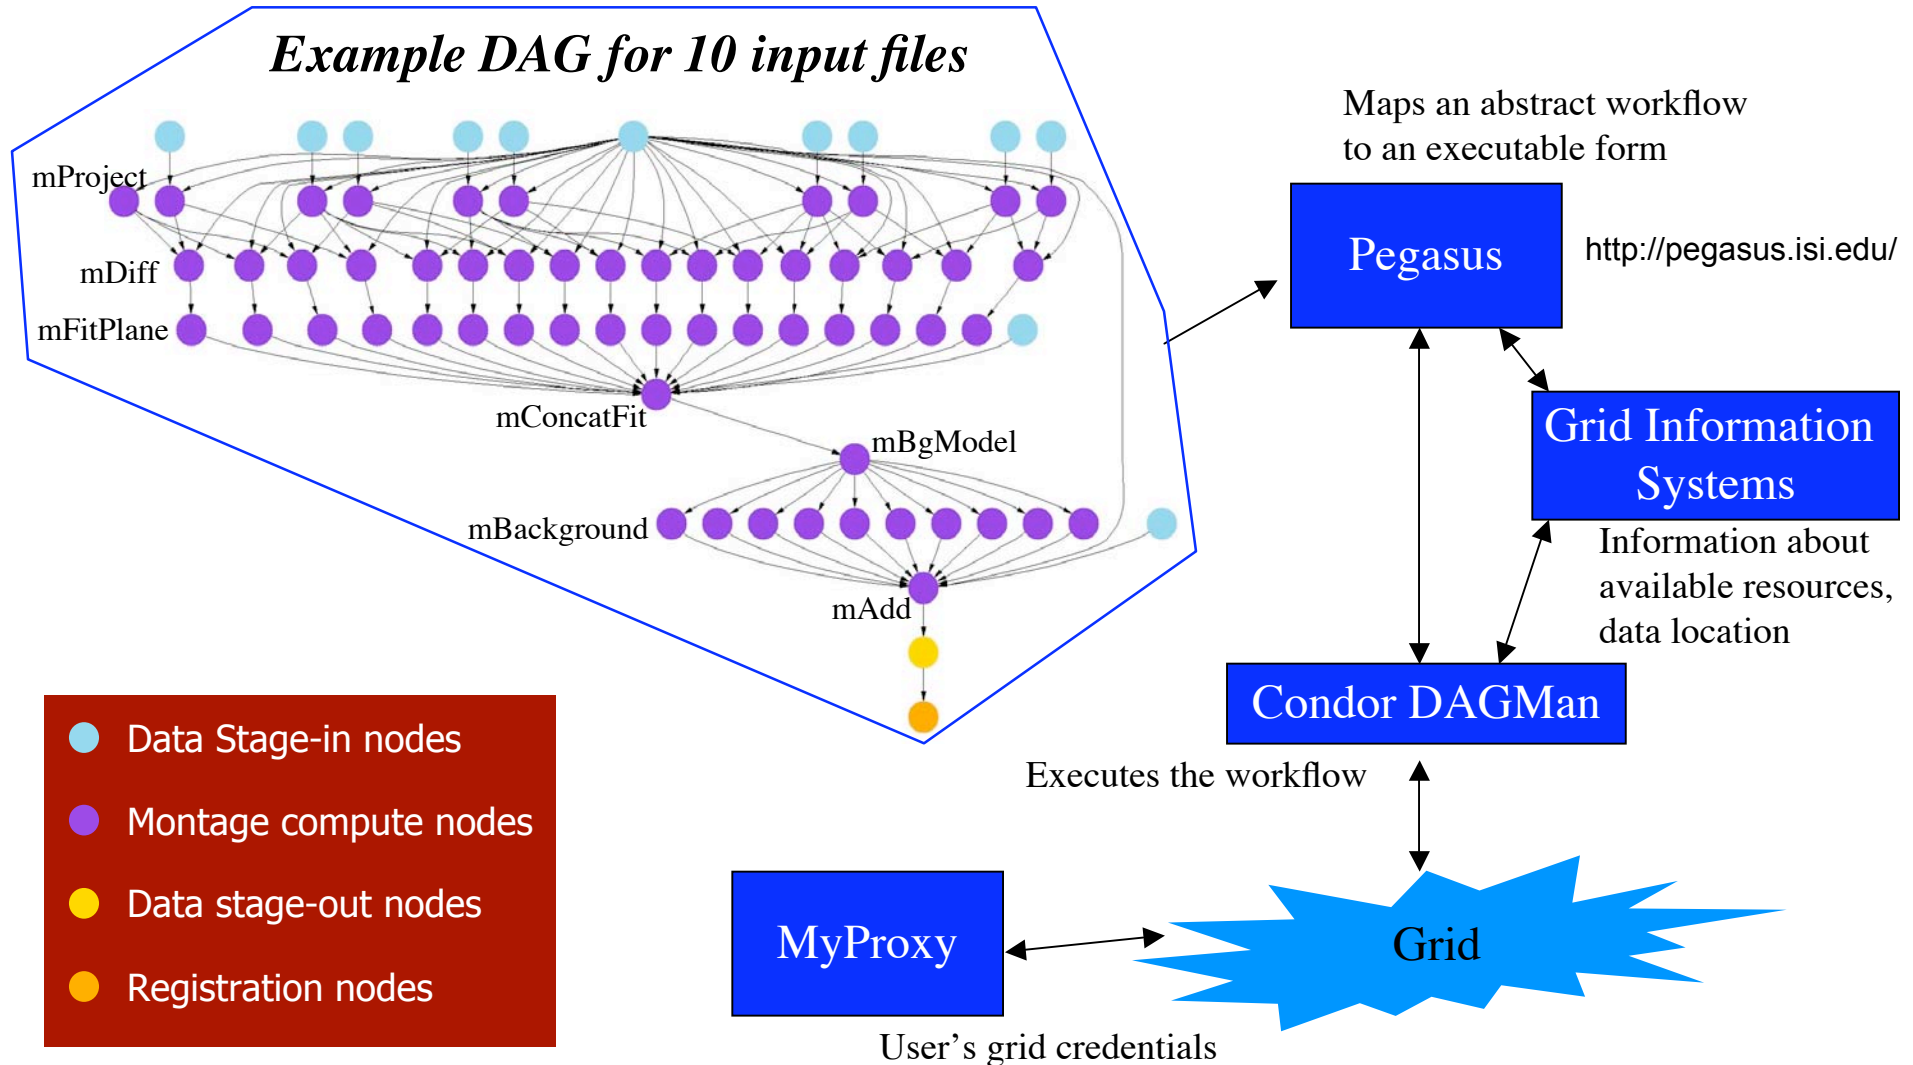 Example DAG for 10 input files
mProject
mDiff
mFitPlane
mConcatFit
mBgModel
mBackground
mAdd
Data Stage-in nodes
Montage compute nodes
Data stage-out nodes
Registration nodes
Maps an abstract workflow
to an executable form
Pegasus
http://pegasus.isi.edu/
Grid Information
Systems
Information about
available resources,
data location
Condor DAGMan
Executes the workflow
MyProxy
Grid
User’s grid credentials